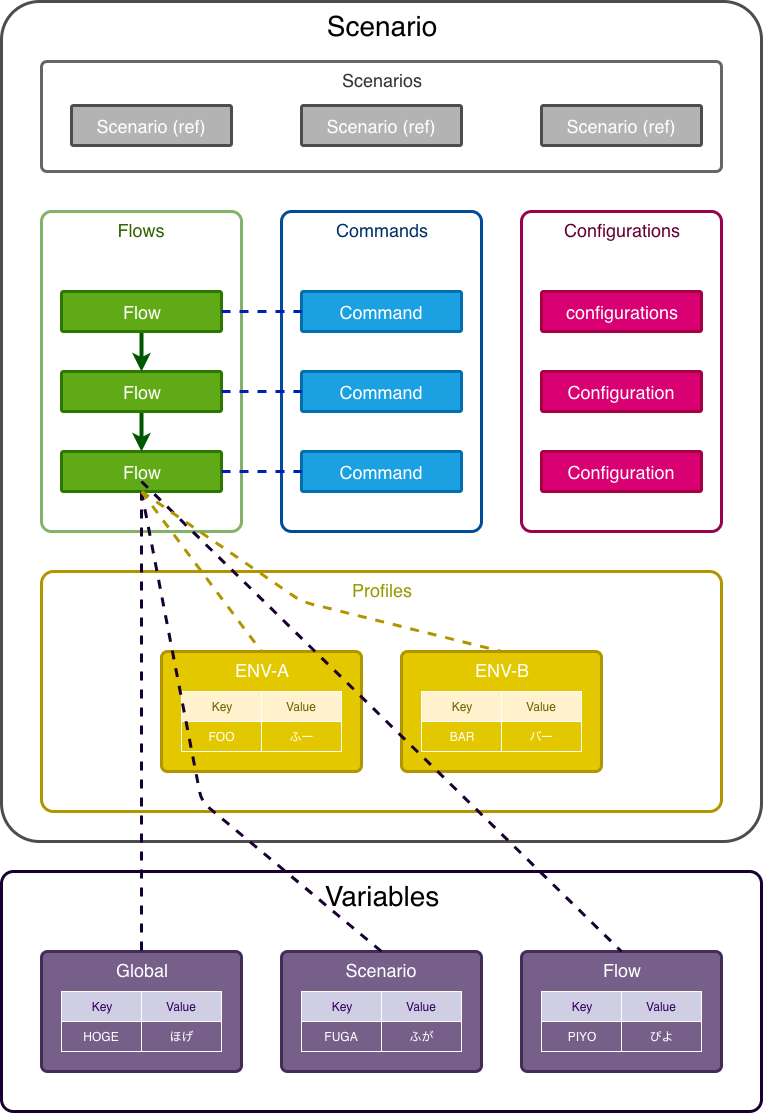 Scenario
Scenarios
Scenario (ref) Scenario (ref) Scenario (ref)
Flows
Flow
Flow
Flow
Commands
Command
Command
Command
Configurations
configurations
Configuration
Configuration
Profiles
ENV-A
Key Value
FOO ふー
ENV-B
Key Value
BAR バー
Variables
Global
Key Value
HOGE ほげ
Scenario
Key Value
FUGA ふが
Flow
Key Value
PIYO ぴよ